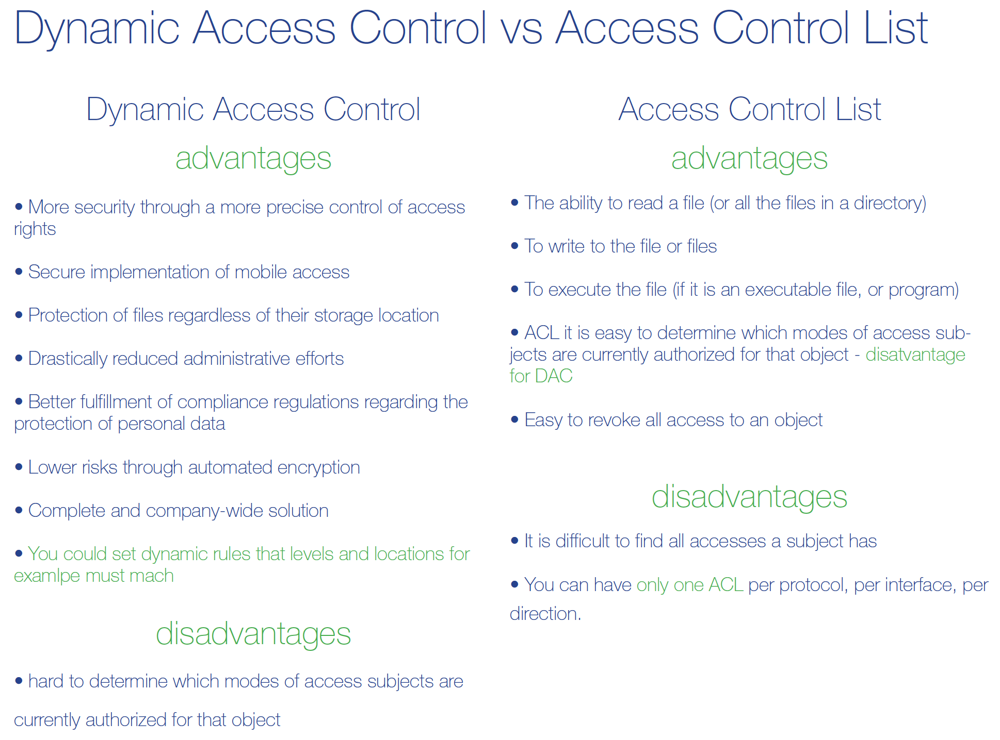 Dynamic Access Control vs Access Control List
Dynamic Access Control
advantages
• More security through a more precise control of access
rights
• Secure implementation of mobile access
• Protection of files regardless of their storage location
• Drastically reduced administrative efforts
• Better fulfillment of compliance regulations regarding the
protection of personal data
• Lower risks through automated encryption
• Complete and company-wide solution
• You could set dynamic rules that levels and locations for
examlpe must mach
disadvantages
• hard to determine which modes of access subjects are
currently authorized for that object
Access Control List
advantages
• The ability to read a file (or all the files in a directory)
• To write to the file or files
• To execute the file (if it is an executable file, or program)
• ACL it is easy to determine which modes of access sub-
jects are currently authorized for that object - disatvantage
for DAC
• Easy to revoke all access to an object
disadvantages
• It is difficult to find all accesses a subject has
• You can have only one ACL per protocol, per interface, per
direction.